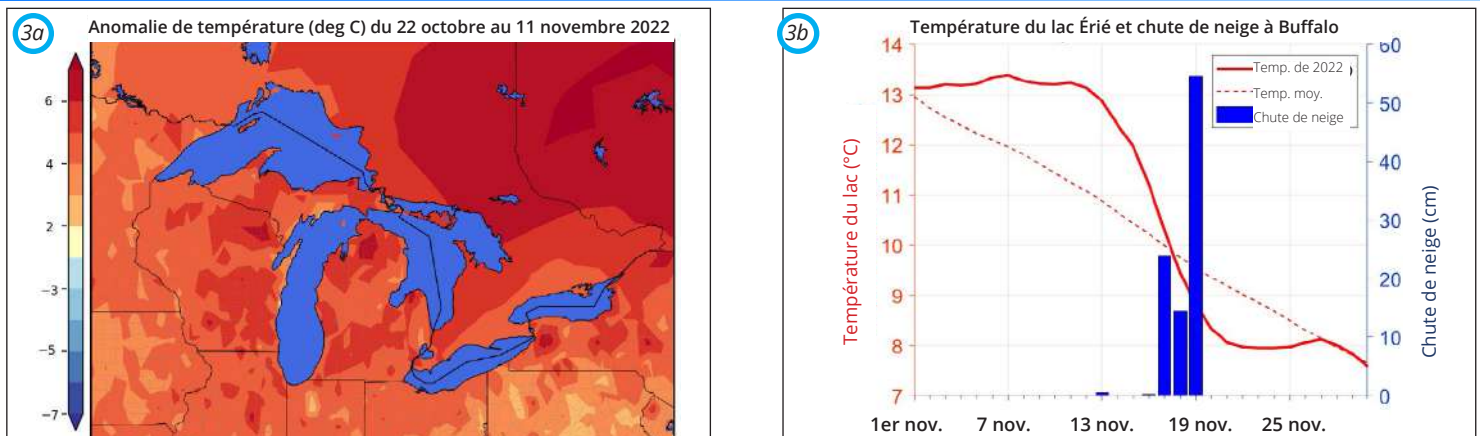 3a
Anomalie de température (deg C) du 22 octobre au 11 novembre 2022
6
4
2
−3
−5
−7
3b
Température du lac Érié et chute de neige à Buffalo
14
13
12
11
10
9
8
7
Température du lac (°C)
Temp. de 2022
Temp. moy.
Chute de neige
60
50
40
30
20
10
0
Chute de neige (cm)
1er nov. 7 nov. 13 nov. 19 nov. 25 nov.